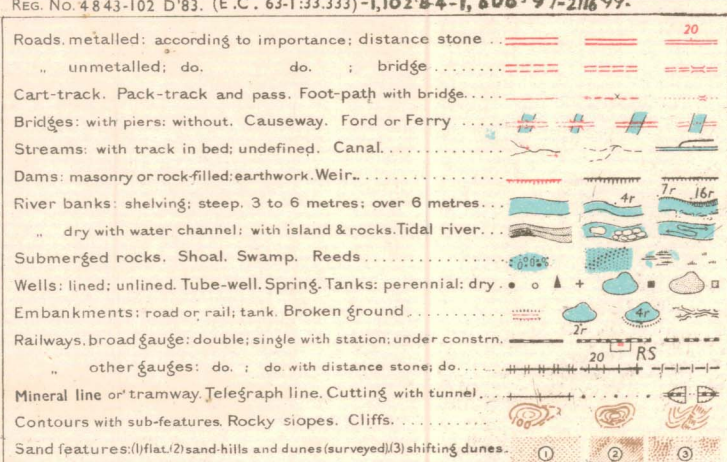 REG. No. 4843-102 D'83. (E.C. 63-1:33.333)-1,102'84-1,
Roads. metalled: according to importance; distance stone.. 20
„ unmetalled; do. do. ; bridge........
Cart-track. Pack-track and pass. Foot-path with bridge....
Bridges: with piers: without. Causeway. Ford or Ferry ....
Streams: with track in bed; undefined. Canal...........
Dams: masonry or rock-filled; earthwork. Weir..........
River banks: shelving; steep. 3 to 6 metres; over 6 metres.. 4r 7r 16r
„ dry with water channel; with island & rocks. Tidal river...
Submerged rocks. Shoal. Swamp. Reeds ..............
Wells: lined; unlined. Tube-well. Spring. Tanks: perennial; dry.
Embankments: road or rail; tank. Broken ground......... 2r 4r
Railways. broad gauge: double; single with station; under constrn. RS
„ other gauges: do. ; do. with distance stone; do.... 20
Mineral line or tramway. Telegraph line. Cutting with tunnel..
Contours with sub-features. Rocky slopes. Cliffs.........
Sand features: (1) flat. (2) sand-hills and dunes (surveyed). (3) shifting dunes. 1 2 3